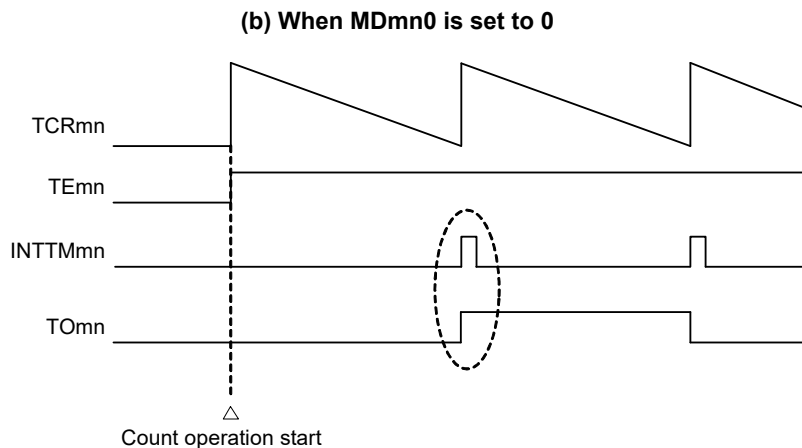 (b) When MDmn0 is set to 0
TCRmn
TEmn
INTTMmn
TOmn
Count operation start